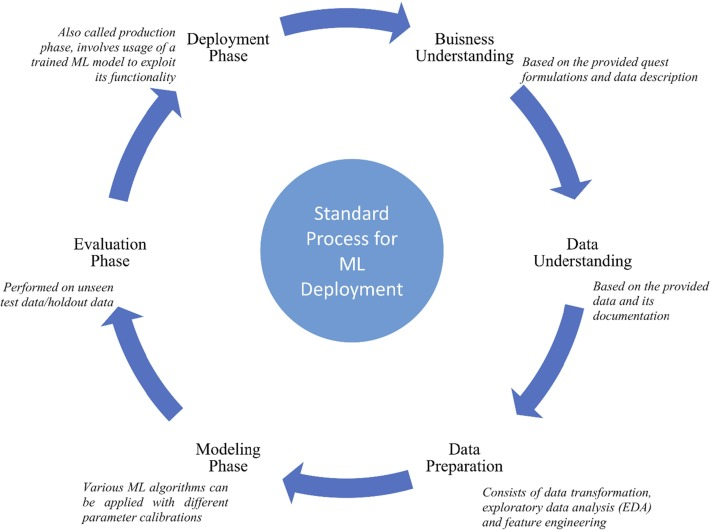 Deployment
Phase
Also called production
phase, involves usage of a
trained ML model to exploit
its functionality
Buisness
Understanding
Based on the provided quest
formulations and data description
Data
Understanding
Based on the provided
data and its
documentation
Data
Preparation
Consists of data transformation,
exploratory data analysis (EDA)
and feature engineering
Modeling
Phase
Various ML algorithms can
be applied with different
parameter calibrations
Evaluation
Phase
Performed on unseen
test data/holdout data
Standard
Process for
ML
Deployment